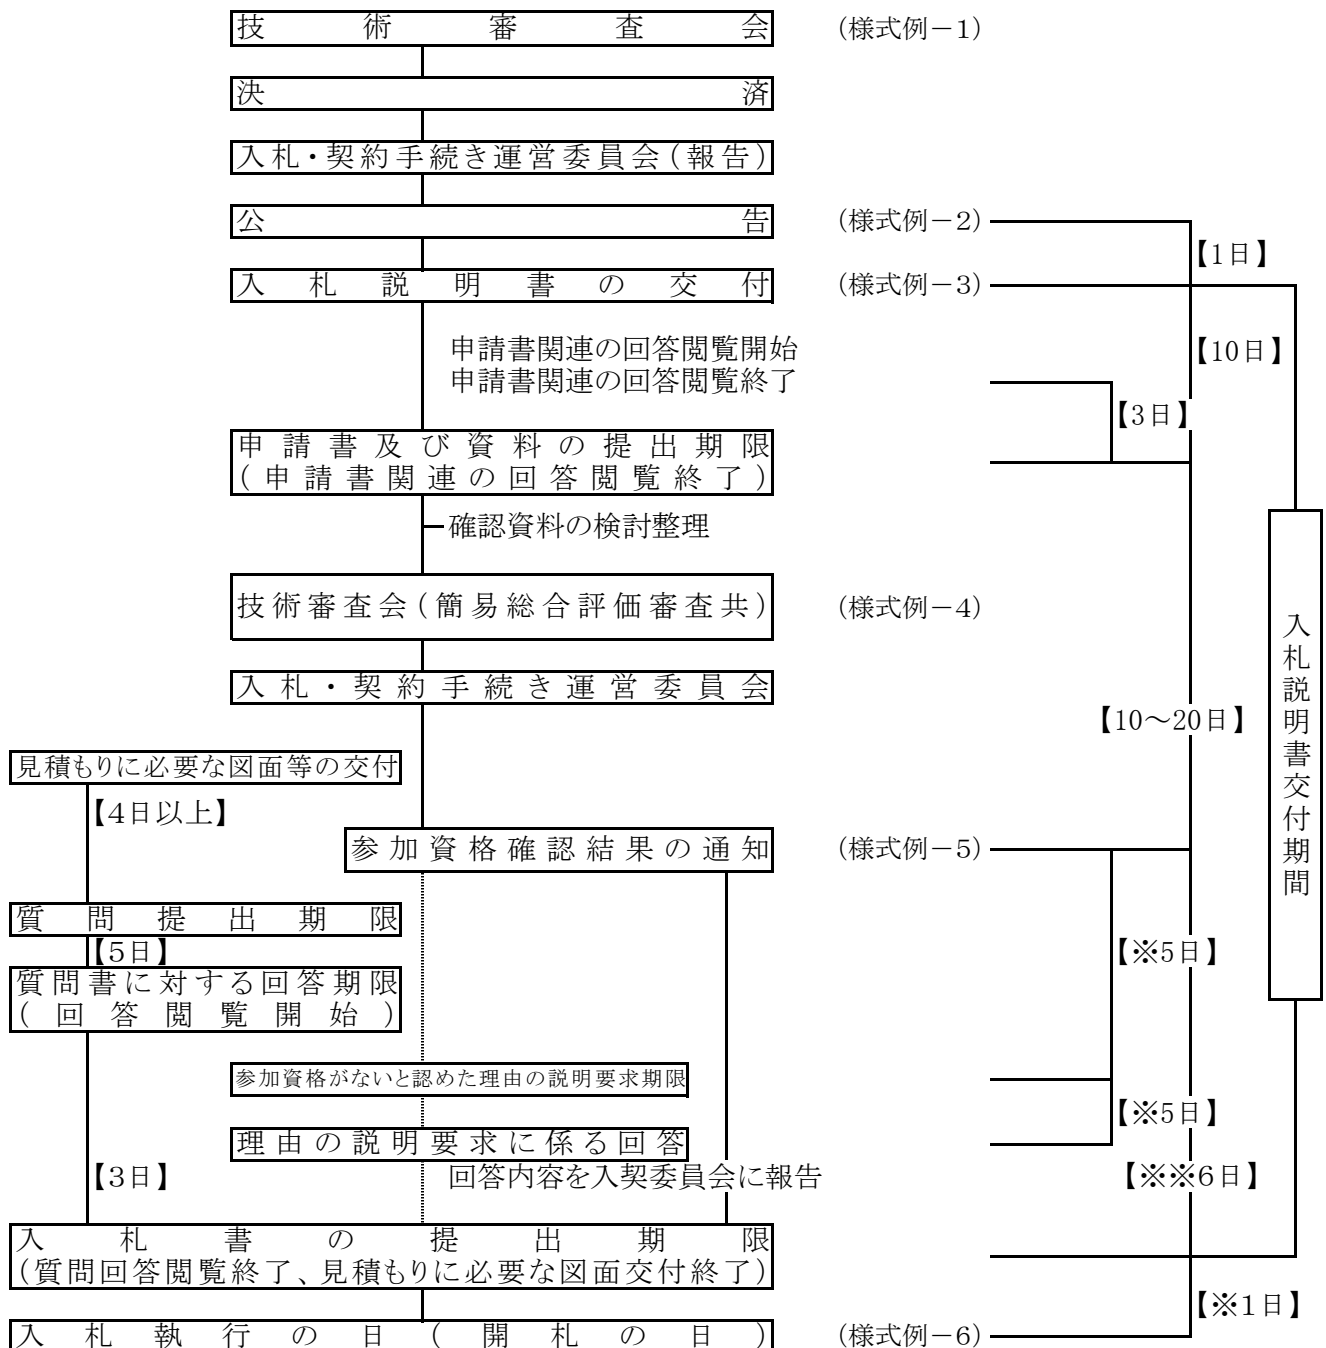 技術審査会 (様式例－1)
決済
入札・契約手続き運営委員会(報告)
公告 (様式例－2)
【1日】
入札説明書の交付 (様式例－3)
申請書関連の回答閲覧開始 【10日】
申請書関連の回答閲覧終了
【3日】
申請書及び資料の提出期限
(申請書関連の回答閲覧終了)
確認資料の検討整理
技術審査会(簡易総合評価審査共) (様式例－4)
入札説明書交付期間
入札・契約手続き運営委員会
【10～20日】
見積もりに必要な図面等の交付
【4日以上】
参加資格確認結果の通知 (様式例－5)
質問提出期限
【5日】 【※5日】
質問書に対する回答期限
(回答閲覧開始)
参加資格がないと認めた理由の説明要求期限
【※5日】
理由の説明要求に係る回答
【3日】 回答内容を入契委員会に報告 【※※6日】
入札書の提出期限
(質問回答閲覧終了、見積もりに必要な図面交付終了)
【※1日】
入札執行の日(開札の日) (様式例－6)